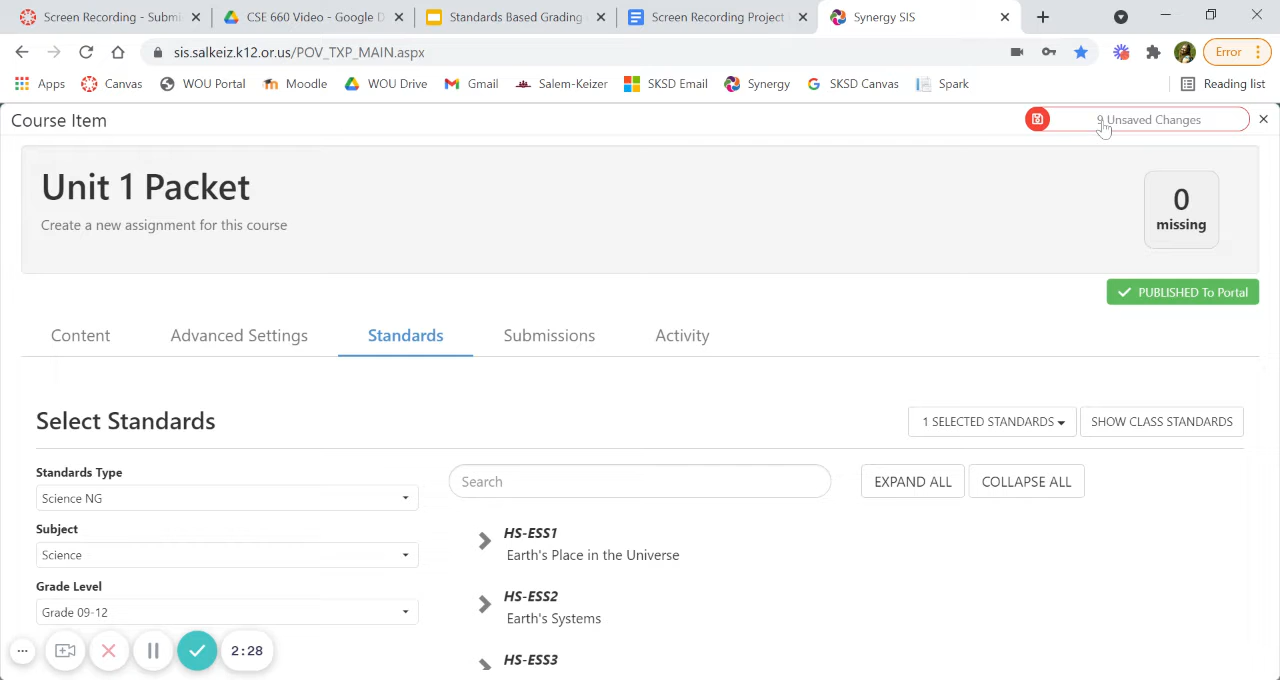 Screen Recording - Submi
CSE 660 Video - Google D
Standards Based Grading
Screen Recording Project
Synergy SIS
sis.salkeiz.k12.or.us/POV_TXP_MAIN.aspx
Error
Apps
Canvas
WOU Portal
Moodle
WOU Drive
Gmail
Salem-Keizer
SKSD Email
Synergy
SKSD Canvas
Spark
Reading list
Course Item
9 Unsaved Changes
Unit 1 Packet
Create a new assignment for this course
0
missing
PUBLISHED To Portal
Content
Advanced Settings
Standards
Submissions
Activity
Select Standards
1 SELECTED STANDARDS
SHOW CLASS STANDARDS
Standards Type
Science NG
Subject
Science
Grade Level
Grade 09-12
Search
EXPAND ALL
COLLAPSE ALL
HS-ESS1
Earth's Place in the Universe
HS-ESS2
Earth's Systems
HS-ESS3
2:28